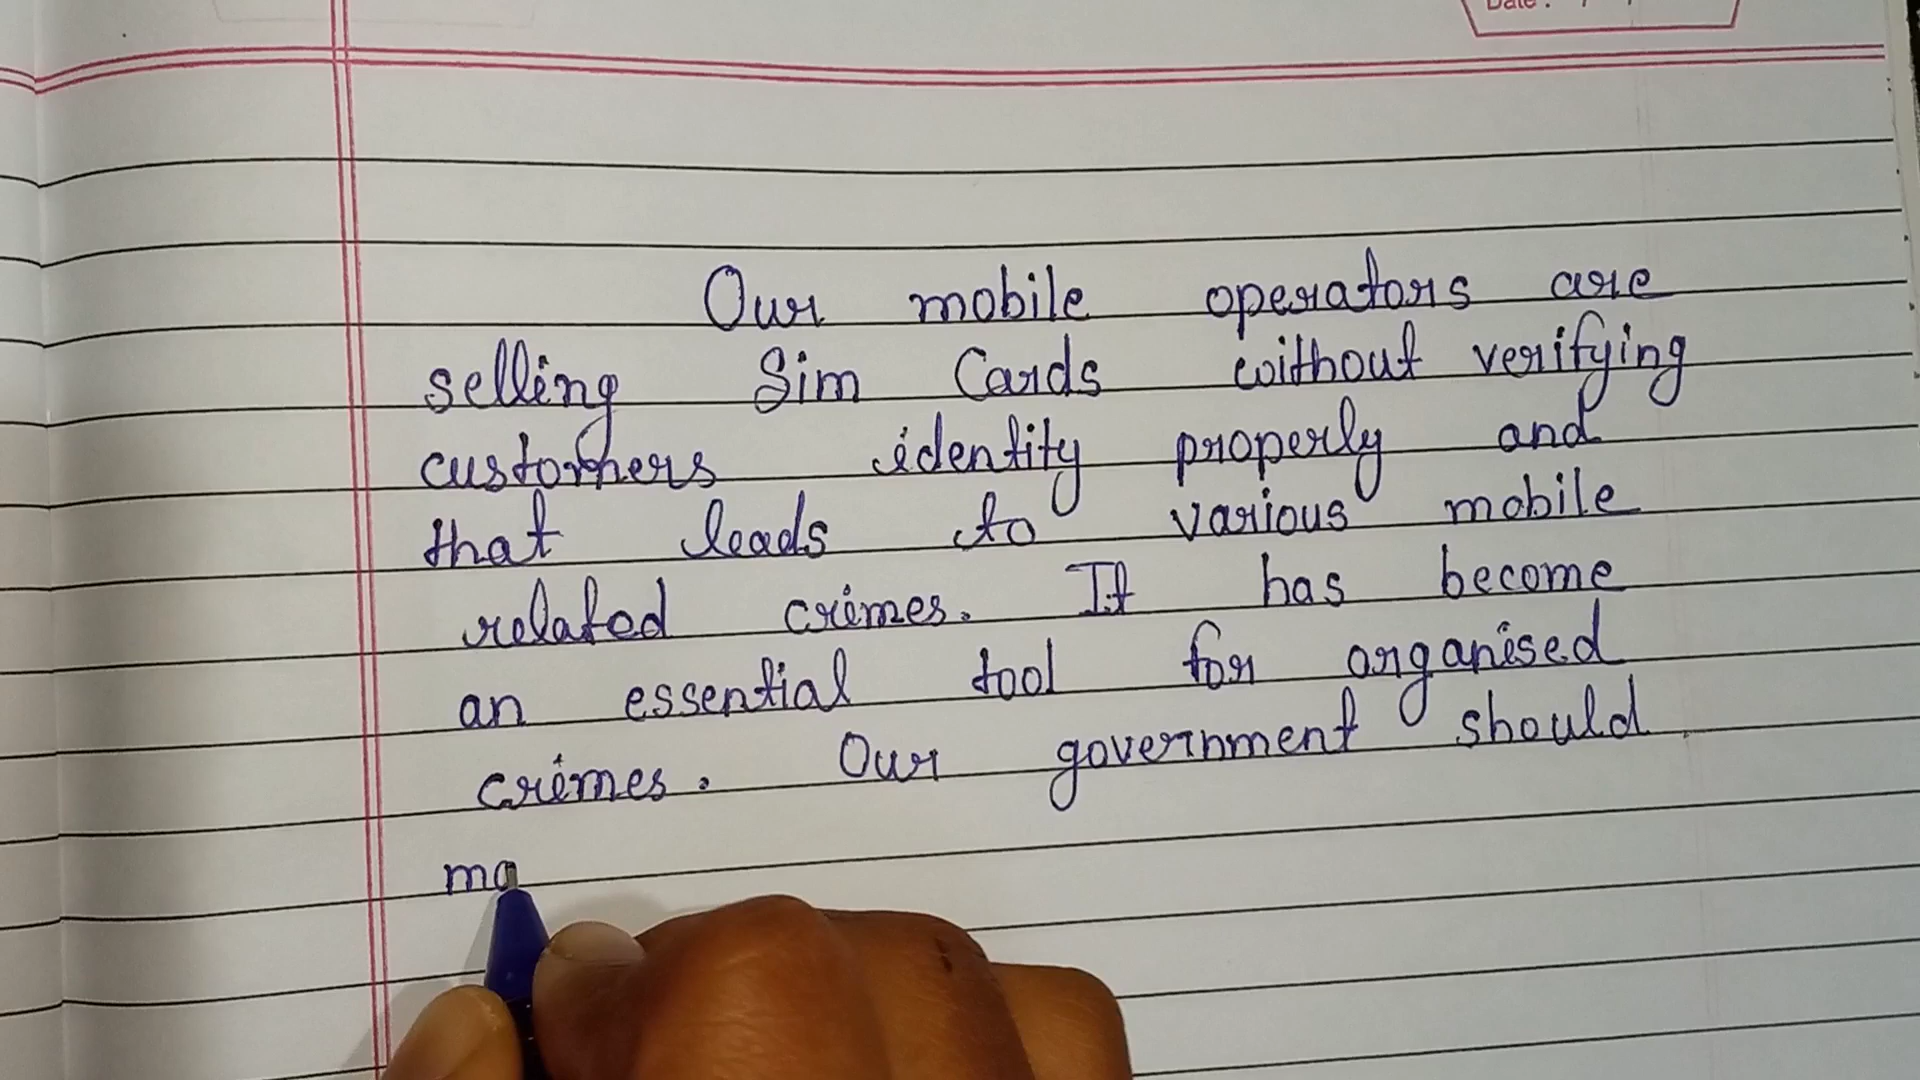 Date : / /
Our mobile operators are
selling Sim Cards without verifying
customers identity properly and
that leads to various mobile
related crimes. It has become
an essential tool for organised
crimes. Our government should
ma